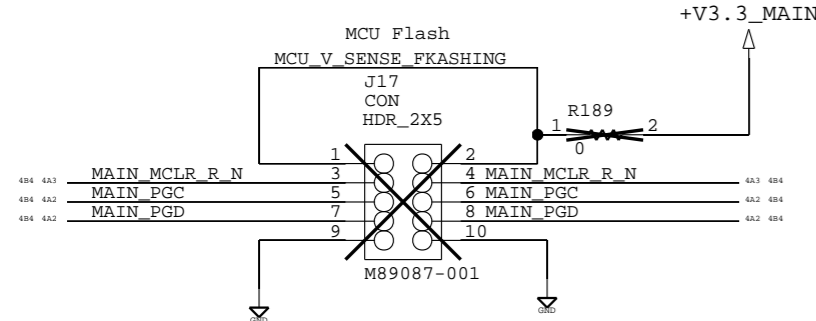 +V3.3_MAIN
MCU Flash
MCU_V_SENSE_FKASHING
J17
CON
HDR_2X5
R189
1 2
0
1 2
4B4 4A3 MAIN_MCLR_R_N 3 4 MAIN_MCLR_R_N 4A3 4B4
4B4 4A2 MAIN_PGC 5 6 MAIN_PGC 4A2 4B4
4B4 4A2 MAIN_PGD 7 8 MAIN_PGD 4A2 4B4
9 10
M89087-001
GND GND